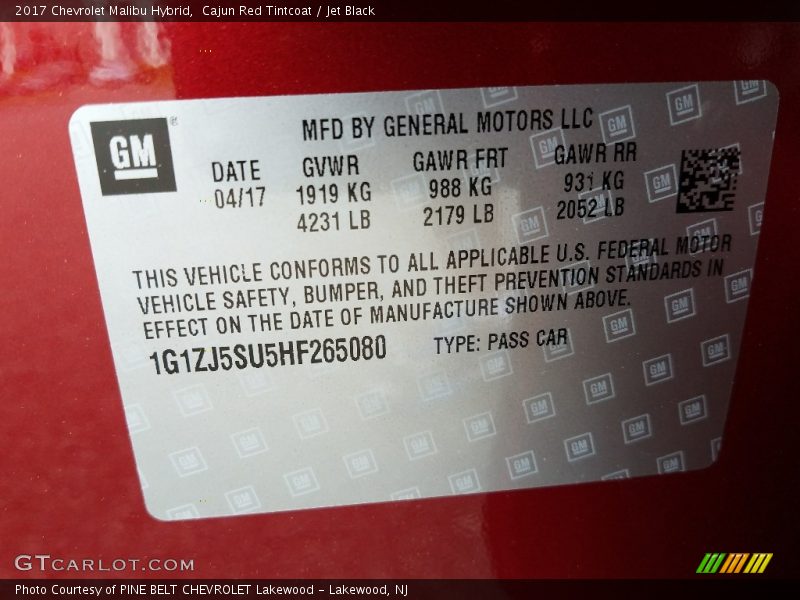 2017 Chevrolet Malibu Hybrid,  Cajun Red Tintcoat / Jet Black
GM ®
MFD BY GENERAL MOTORS LLC
DATE GVWR GAWR FRT GAWR RR
04/17 1919 KG 988 KG 931 KG
4231 LB 2179 LB 2052 LB
THIS VEHICLE CONFORMS TO ALL APPLICABLE U.S. FEDERAL MOTOR
VEHICLE SAFETY, BUMPER, AND THEFT PREVENTION STANDARDS IN
EFFECT ON THE DATE OF MANUFACTURE SHOWN ABOVE.
1G1ZJ5SU5HF265080 TYPE: PASS CAR
GTCARLOT.COM
Photo Courtesy of PINE BELT CHEVROLET Lakewood - Lakewood, NJ